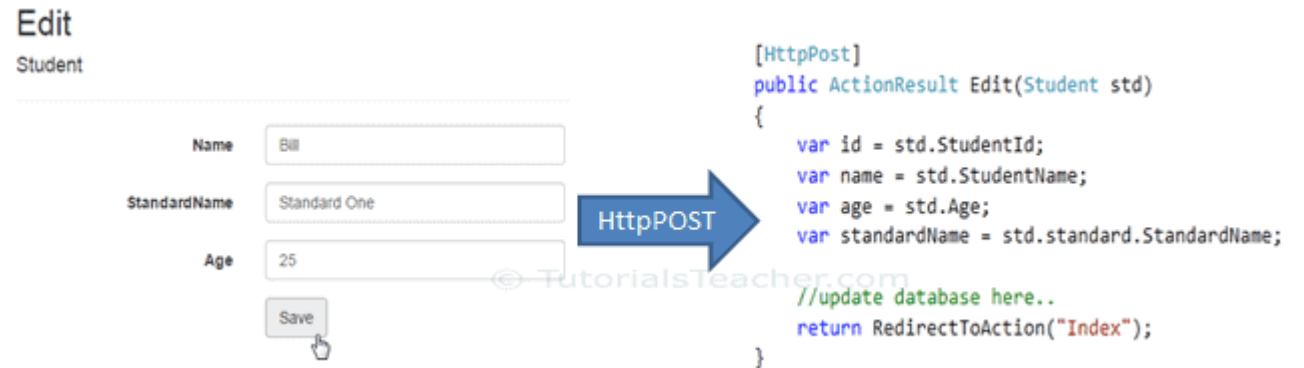 Edit
Student
Name
Bill
StandardName
Standard One
Age
25
Save
HttpPOST
© TutorialsTeacher.com
[HttpPost]
public ActionResult Edit(Student std)
{
var id = std.StudentId;
var name = std.StudentName;
var age = std.Age;
var standardName = std.standard.StandardName;
//update database here..
return RedirectToAction("Index");
}